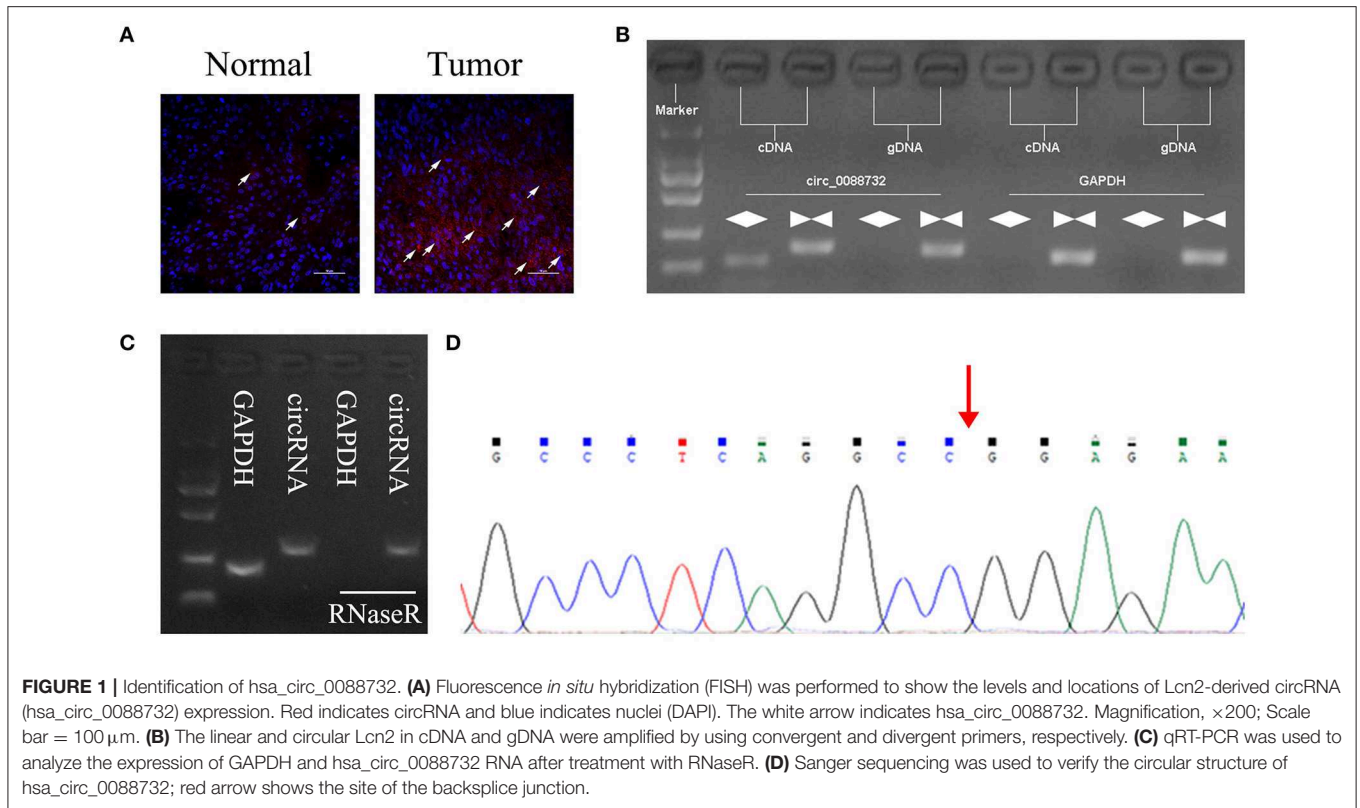 A
Normal
Tumor
B
Marker
cDNA
gDNA
cDNA
gDNA
circ_0088732
GAPDH
C
GAPDH
circRNA
GAPDH
circRNA
RNaseR
D
G C C C T C A G G C C G G A G A A
FIGURE 1 | Identification of hsa_circ_0088732. (A) Fluorescence in situ hybridization (FISH) was performed to show the levels and locations of Lcn2-derived circRNA
(hsa_circ_0088732) expression. Red indicates circRNA and blue indicates nuclei (DAPI). The white arrow indicates hsa_circ_0088732. Magnification, ×200; Scale
bar = 100 μm. (B) The linear and circular Lcn2 in cDNA and gDNA were amplified by using convergent and divergent primers, respectively. (C) qRT-PCR was used to
analyze the expression of GAPDH and hsa_circ_0088732 RNA after treatment with RNaseR. (D) Sanger sequencing was used to verify the circular structure of
hsa_circ_0088732; red arrow shows the site of the backsplice junction.